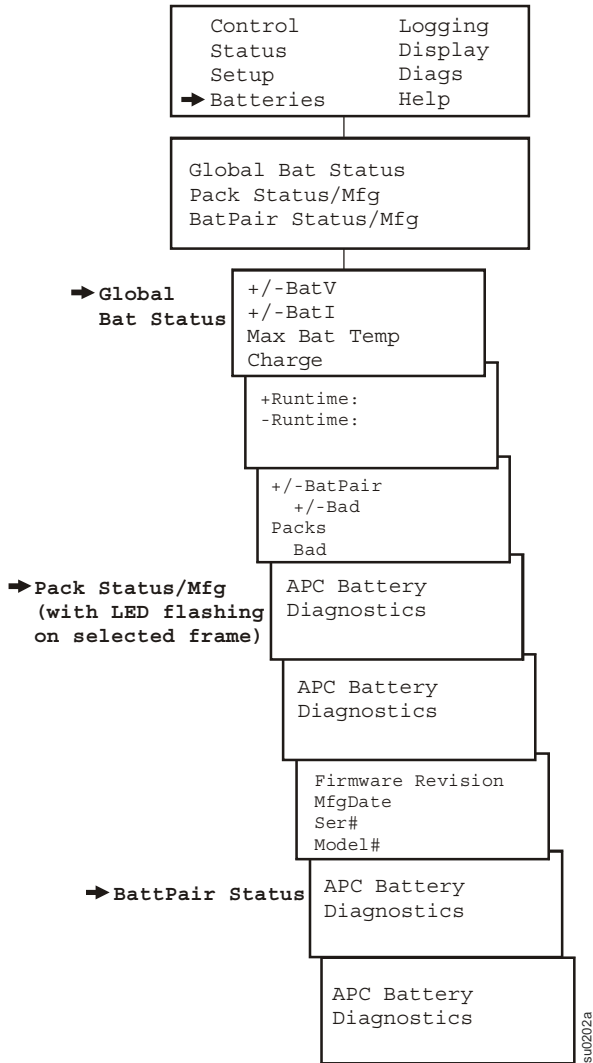 Control Logging
Status Display
Setup Diags
Batteries Help
Global Bat Status
Pack Status/Mfg
BatPair Status/Mfg
Global
Bat Status
+/-BatV
+/-BatI
Max Bat Temp
Charge
+Runtime:
-Runtime:
+/-BatPair
+/-Bad
Packs
Bad
Pack Status/Mfg
(with LED flashing
on selected frame)
APC Battery
Diagnostics
APC Battery
Diagnostics
Firmware Revision
MfgDate
Ser#
Model#
BattPair Status
APC Battery
Diagnostics
APC Battery
Diagnostics
su0202a